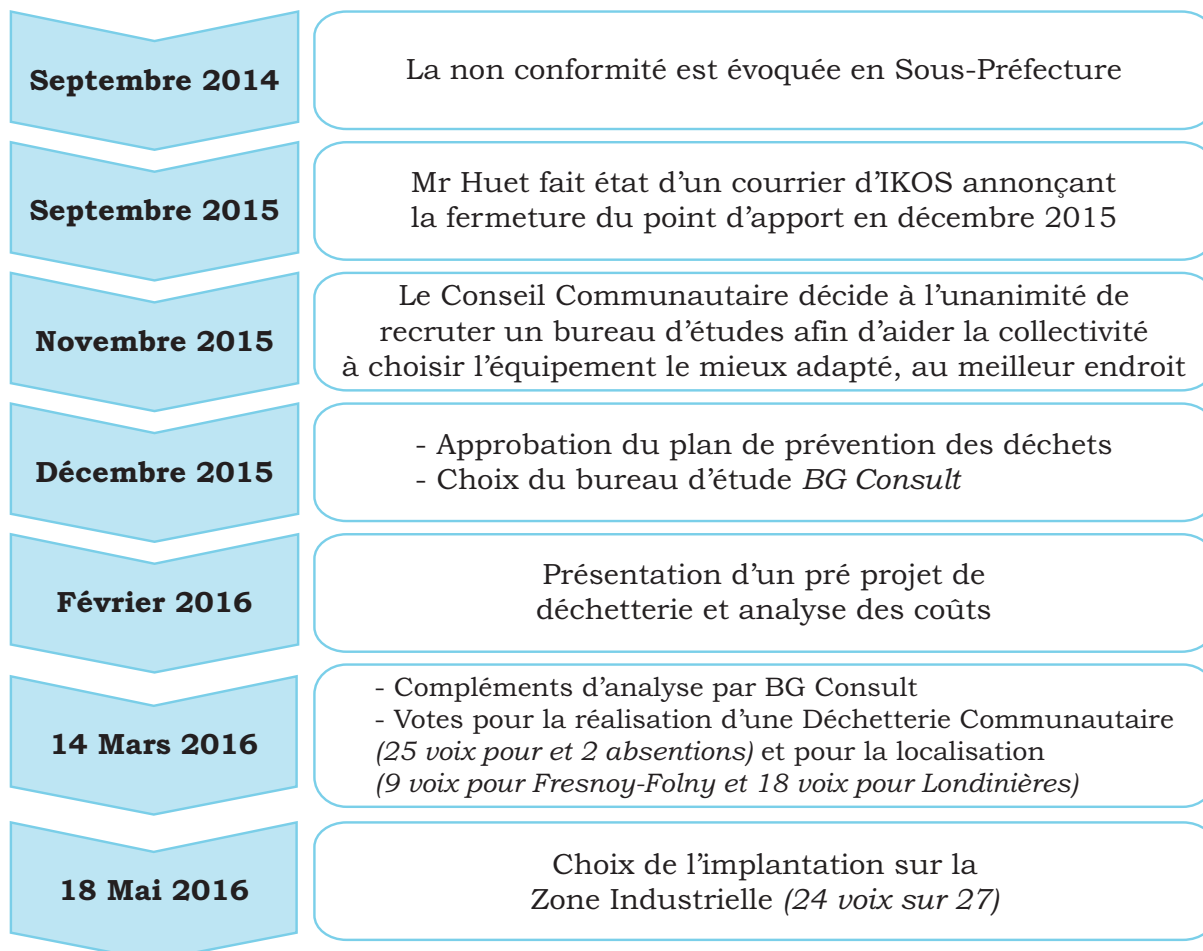 Septembre 2014
La non conformité est évoquée en Sous-Préfecture
Septembre 2015
Mr Huet fait état d’un courrier d’IKOS annonçant
la fermeture du point d’apport en décembre 2015
Novembre 2015
Le Conseil Communautaire décide à l’unanimité de
recruter un bureau d’études afin d’aider la collectivité
à choisir l’équipement le mieux adapté, au meilleur endroit
Décembre 2015
- Approbation du plan de prévention des déchets
- Choix du bureau d’étude BG Consult
Février 2016
Présentation d’un pré projet de
déchetterie et analyse des coûts
14 Mars 2016
- Compléments d’analyse par BG Consult
- Votes pour la réalisation d’une Déchetterie Communautaire
(25 voix pour et 2 absentions) et pour la localisation
(9 voix pour Fresnoy-Folny et 18 voix pour Londinières)
18 Mai 2016
Choix de l’implantation sur la
Zone Industrielle (24 voix sur 27)